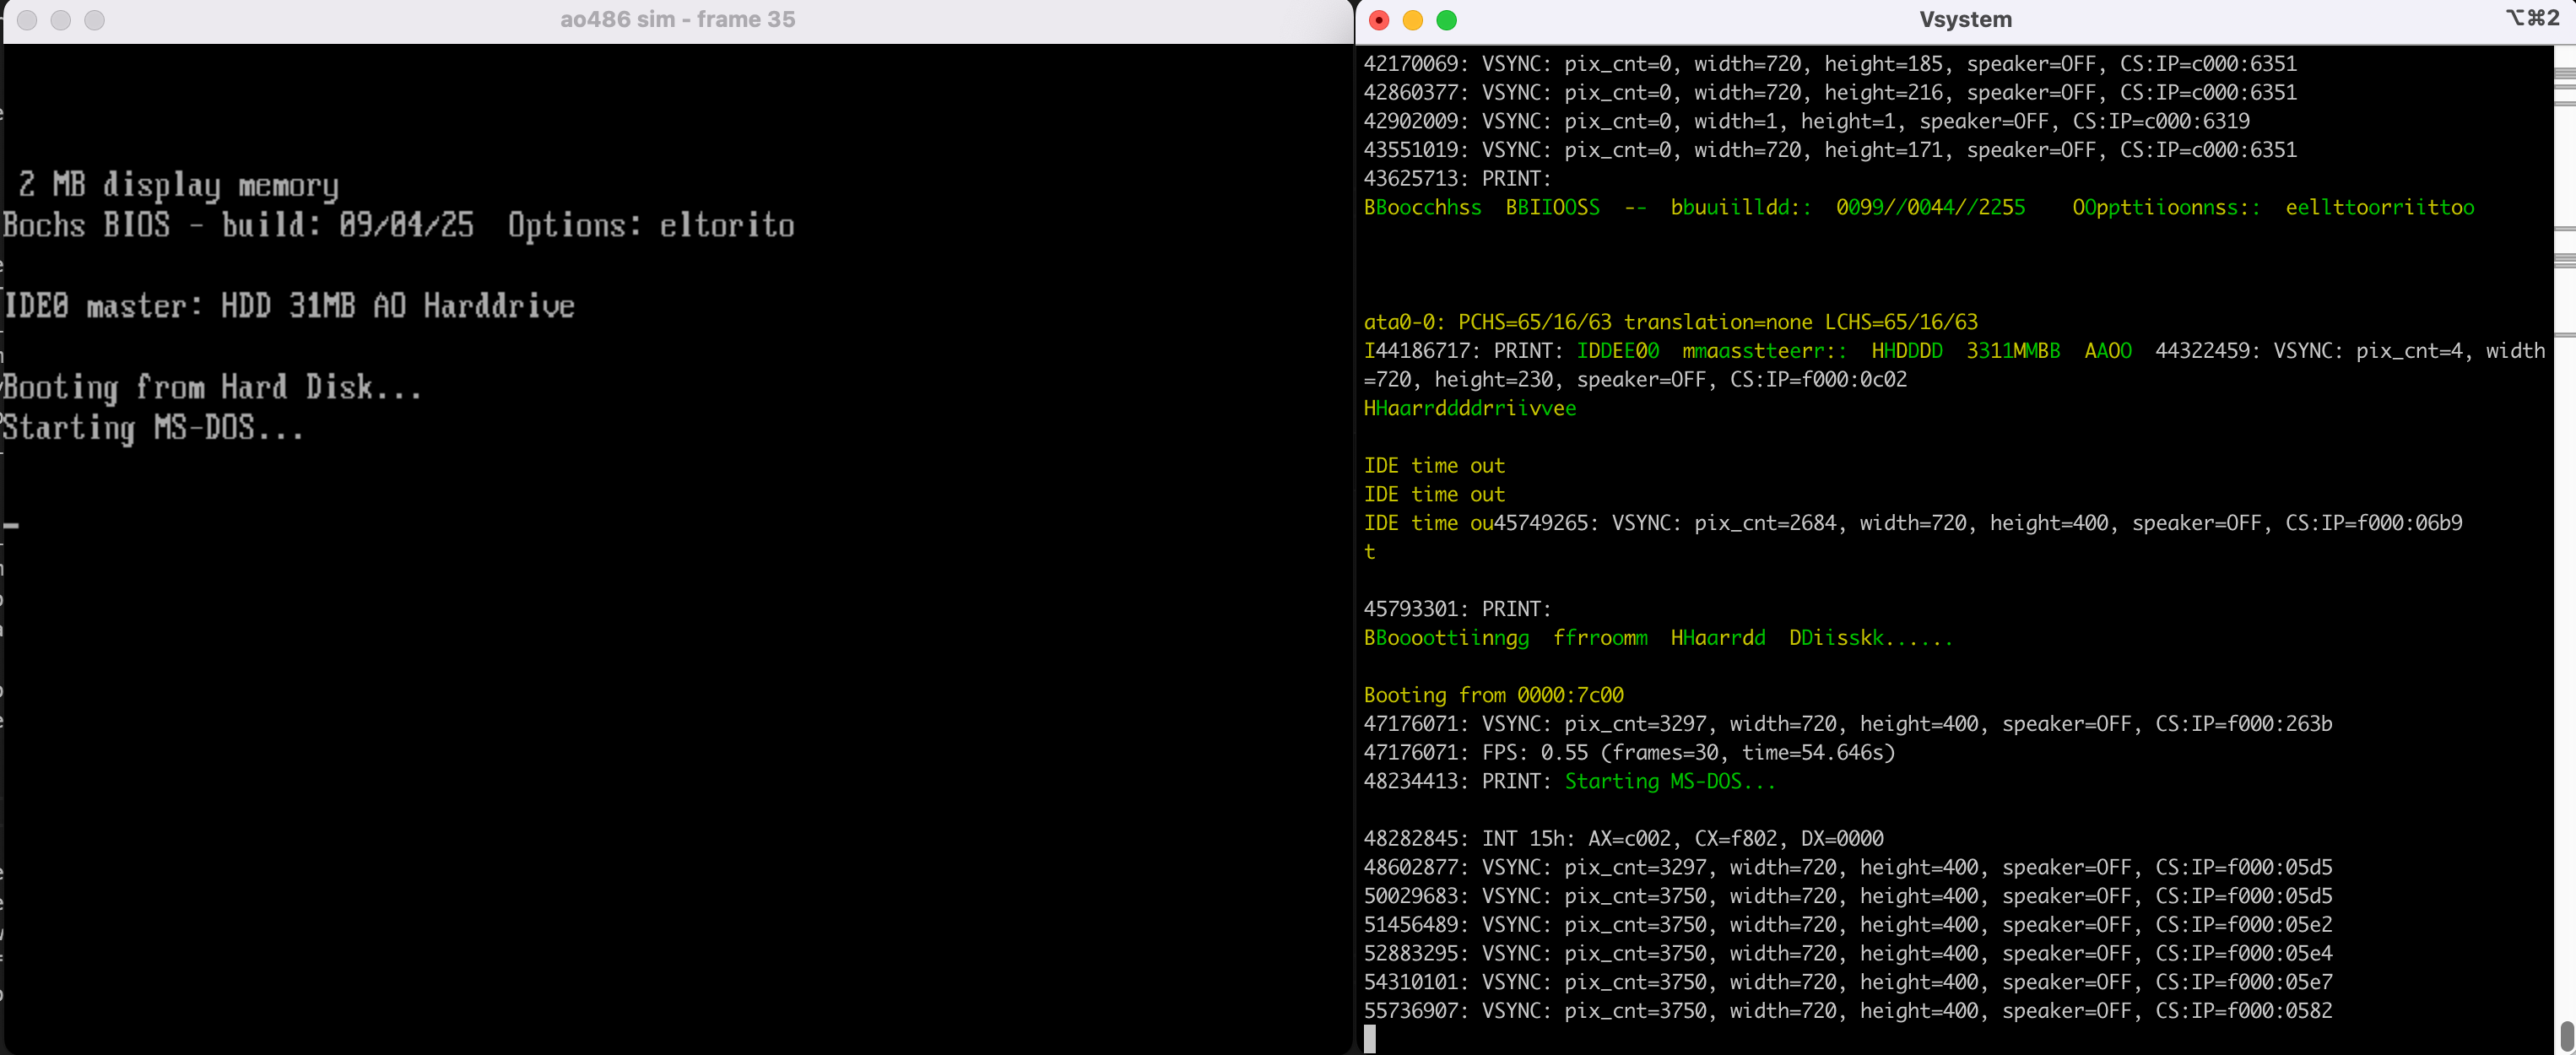 ao486 sim - frame 35
2 MB display memory
Bochs BIOS - build: 09/04/25  Options: eltorito
IDE0 master: HDD 31MB AO Harddrive
Booting from Hard Disk...
Starting MS-DOS...
Vsystem
⌥⌘2
42170069: VSYNC: pix_cnt=0, width=720, height=185, speaker=OFF, CS:IP=c000:6351
42860377: VSYNC: pix_cnt=0, width=720, height=216, speaker=OFF, CS:IP=c000:6351
42902009: VSYNC: pix_cnt=0, width=1, height=1, speaker=OFF, CS:IP=c000:6319
43551019: VSYNC: pix_cnt=0, width=720, height=171, speaker=OFF, CS:IP=c000:6351
43625713: PRINT:
BBoocchhss  BBIIOOSS  --  bbuuiilldd::  0099//0044//2255    OOppttiioonnss::  eellttoorriittoo
ata0-0: PCHS=65/16/63 translation=none LCHS=65/16/63
I44186717: PRINT: IDDEE00  mmaasstteerr::  HHDDDD  3311MMBB  AAOO  44322459: VSYNC: pix_cnt=4, width
=720, height=230, speaker=OFF, CS:IP=f000:0c02
HHaarrddddrriivvee
IDE time out
IDE time out
IDE time ou45749265: VSYNC: pix_cnt=2684, width=720, height=400, speaker=OFF, CS:IP=f000:06b9
t
45793301: PRINT:
BBoooottiinngg  ffrroomm  HHaarrdd  DDiisskk......
Booting from 0000:7c00
47176071: VSYNC: pix_cnt=3297, width=720, height=400, speaker=OFF, CS:IP=f000:263b
47176071: FPS: 0.55 (frames=30, time=54.646s)
48234413: PRINT: Starting MS-DOS...
48282845: INT 15h: AX=c002, CX=f802, DX=0000
48602877: VSYNC: pix_cnt=3297, width=720, height=400, speaker=OFF, CS:IP=f000:05d5
50029683: VSYNC: pix_cnt=3750, width=720, height=400, speaker=OFF, CS:IP=f000:05d5
51456489: VSYNC: pix_cnt=3750, width=720, height=400, speaker=OFF, CS:IP=f000:05e2
52883295: VSYNC: pix_cnt=3750, width=720, height=400, speaker=OFF, CS:IP=f000:05e4
54310101: VSYNC: pix_cnt=3750, width=720, height=400, speaker=OFF, CS:IP=f000:05e7
55736907: VSYNC: pix_cnt=3750, width=720, height=400, speaker=OFF, CS:IP=f000:0582